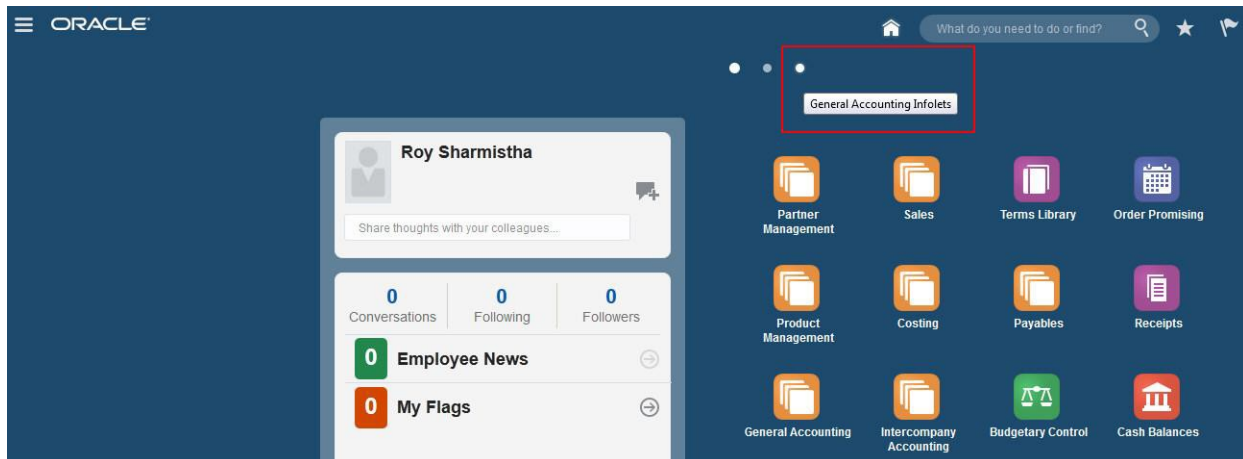 ORACLE
What do you need to do or find?
General Accounting Infolets
Roy Sharmistha
Share thoughts with your colleagues...
0
Conversations
0
Following
0
Followers
0 Employee News
0 My Flags
Partner
Management
Sales
Terms Library
Order Promising
Product
Management
Costing
Payables
Receipts
General Accounting
Intercompany
Accounting
Budgetary Control
Cash Balances